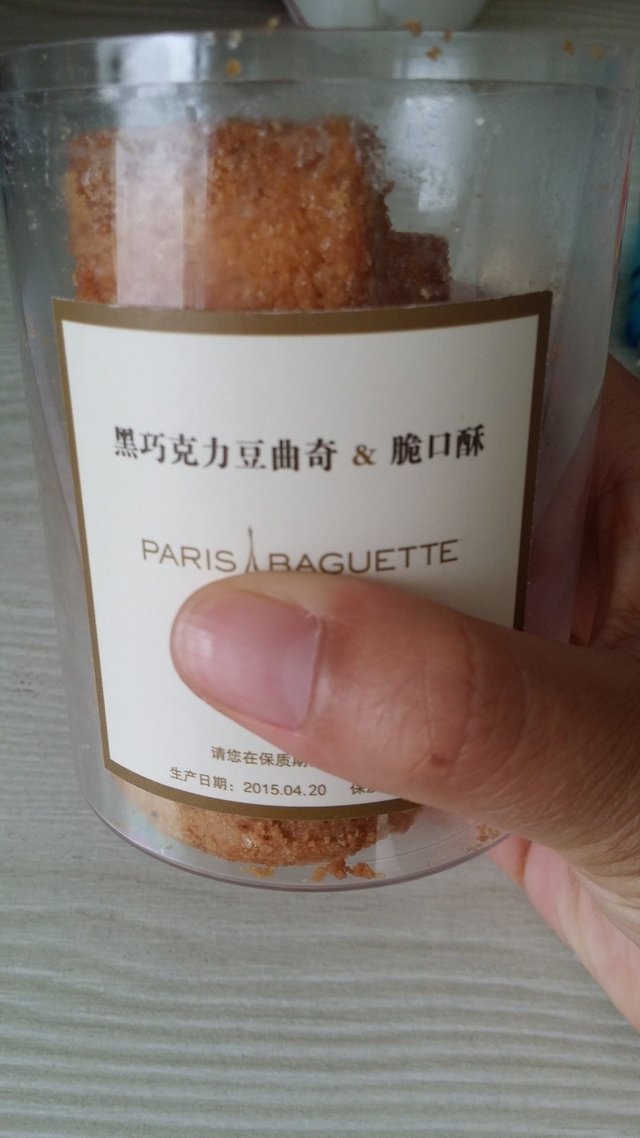 黑巧克力豆曲奇 & 脆口酥
PARIS BAGUETTE
请您在保质期
生产日期：2015.04.20 保